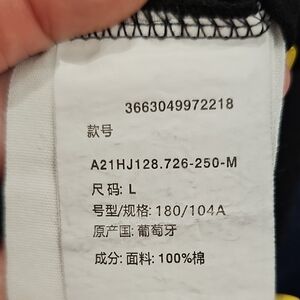 3663049972218
款号
A21HJ128.726-250-M
尺码: L
号型/规格: 180/104A
原产国: 葡萄牙
成分: 面料: 100%棉